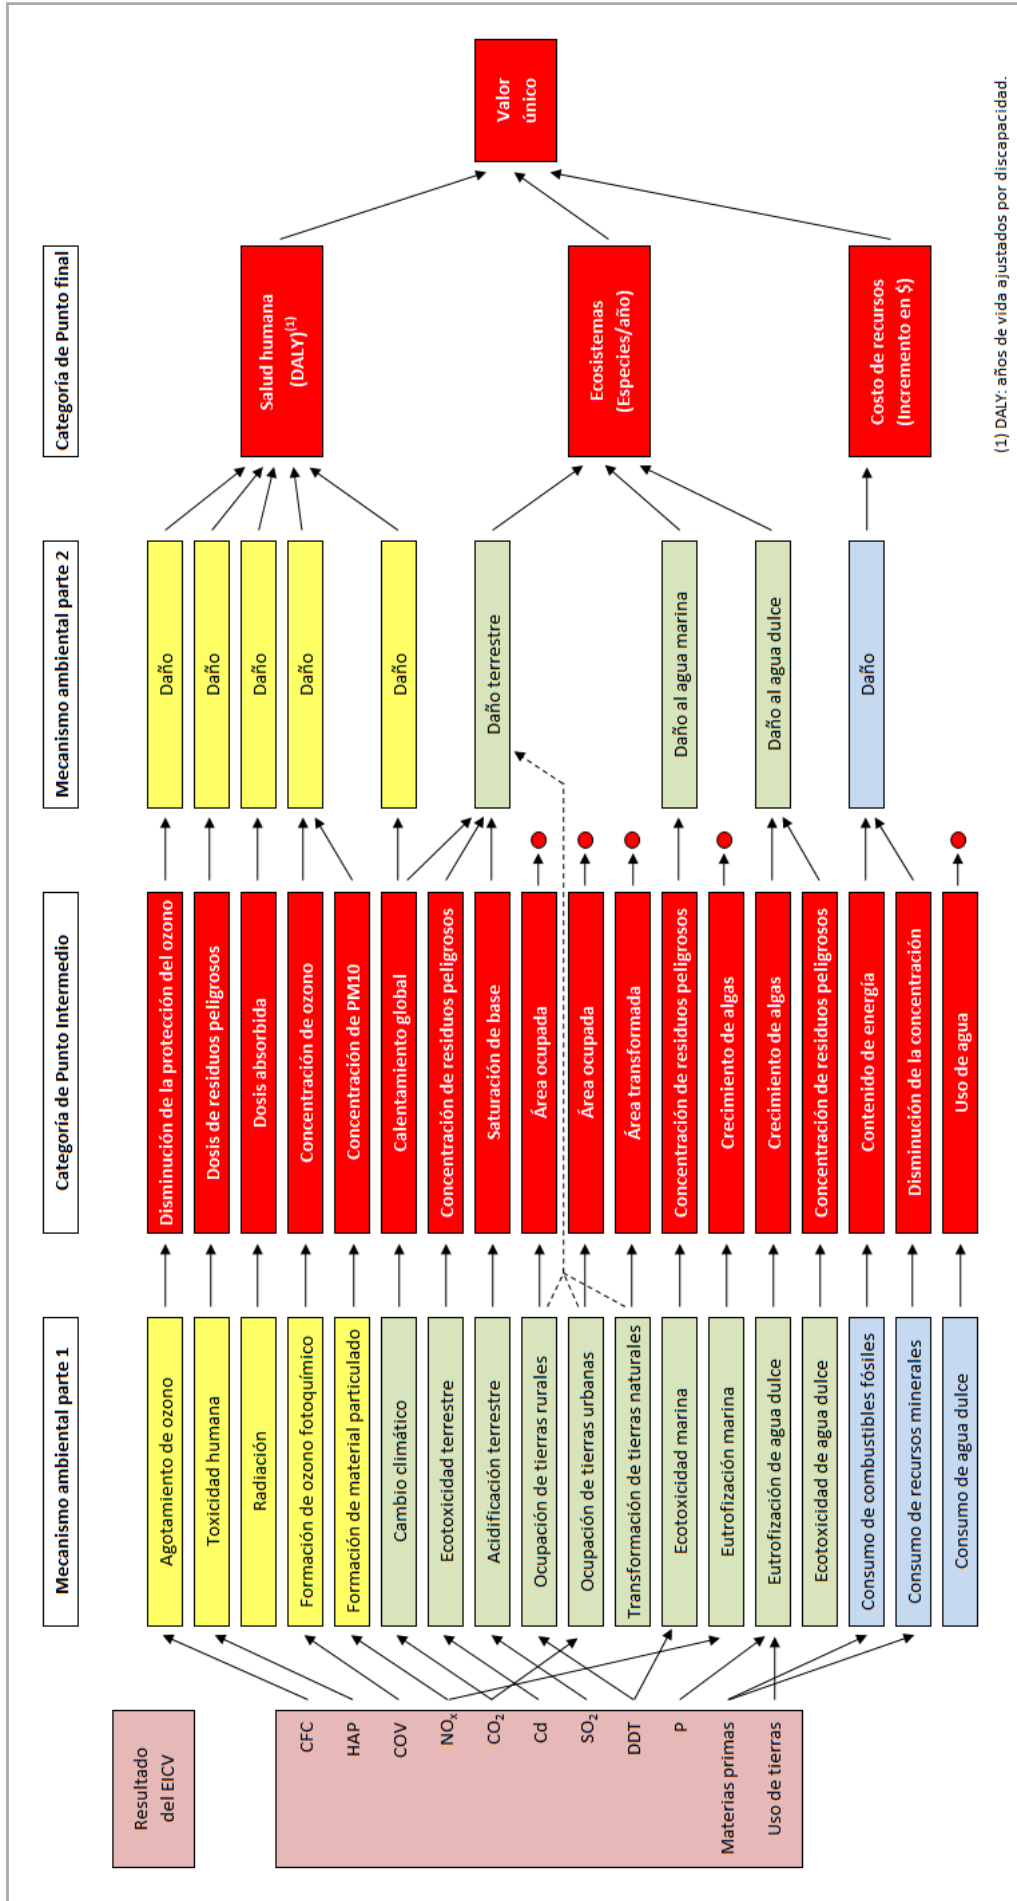 Resultado
del EICV
CFC
HAP
COV
NOx
CO2
Cd
SO2
DDT
P
Materias primas
Uso de tierras
Mecanismo ambiental parte 1
Agotamiento de ozono
Toxicidad humana
Radiación
Formación de ozono fotoquímico
Formación de material particulado
Cambio climático
Ecotoxicidad terrestre
Acidificación terrestre
Ocupación de tierras rurales
Ocupación de tierras urbanas
Transformación de tierras naturales
Ecotoxicidad marina
Eutrofización marina
Eutrofización de agua dulce
Ecotoxicidad de agua dulce
Consumo de combustibles fósiles
Consumo de recursos minerales
Consumo de agua dulce
Categoría de Punto Intermedio
Disminución de la protección del ozono
Dosis de residuos peligrosos
Dosis absorbida
Concentración de ozono
Concentración de PM10
Calentamiento global
Concentración de residuos peligrosos
Saturación de base
Área ocupada
Área ocupada
Área transformada
Concentración de residuos peligrosos
Crecimiento de algas
Crecimiento de algas
Concentración de residuos peligrosos
Contenido de energía
Disminución de la concentración
Uso de agua
Mecanismo ambiental parte 2
Daño
Daño
Daño
Daño
Daño
Daño terrestre
Daño al agua marina
Daño al agua dulce
Daño
Categoría de Punto final
Salud humana
(DALY)(1)
Ecosistemas
(Especies/año)
Costo de recursos
(Incremento en $)
Valor
único
(1) DALY: años de vida ajustados por discapacidad.